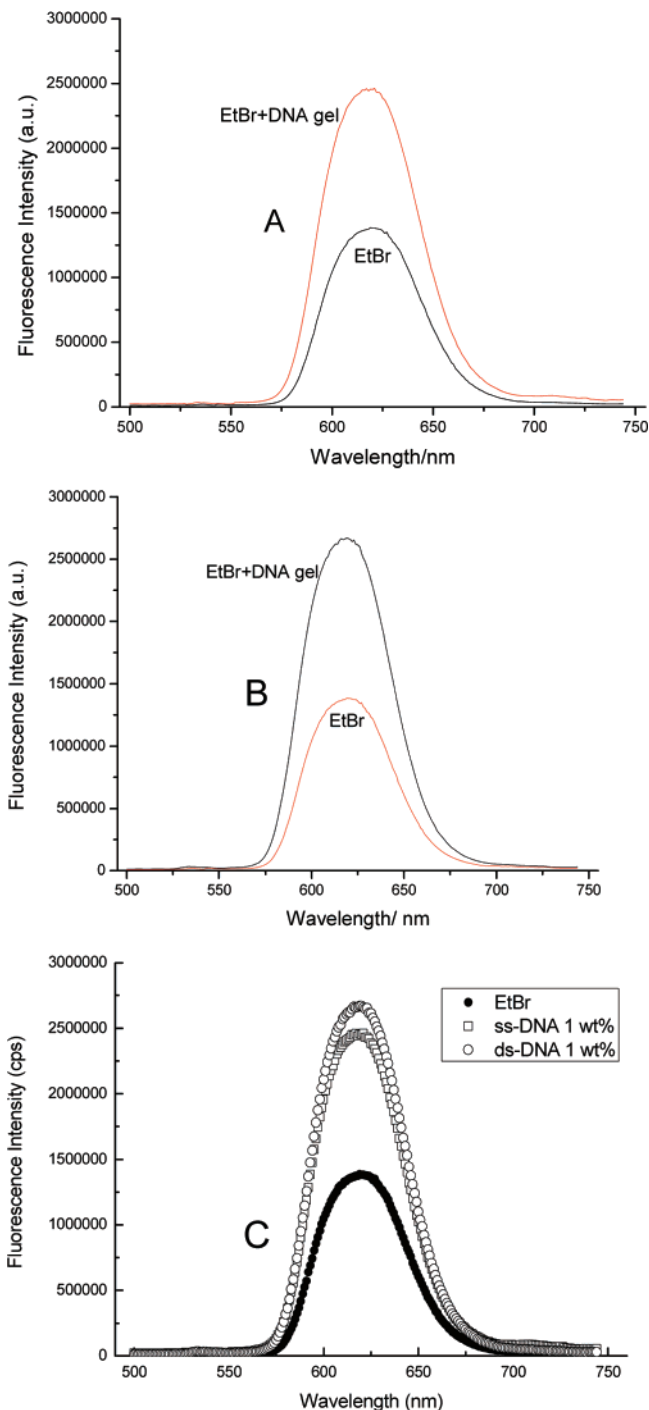 3000000
2500000
2000000
1500000
1000000
500000
0
Fluorescence Intensity (a.u.)
EtBr+DNA gel
A
EtBr
500 550 600 650 700 750
Wavelength/nm
3000000
2500000
2000000
1500000
1000000
500000
0
Fluorescence Intensity (a.u.)
EtBr+DNA gel
B
EtBr
500 550 600 650 700 750
Wavelength/ nm
3000000
2500000
2000000
1500000
1000000
500000
0
Fluorescence Intensity (cps)
EtBr
ss-DNA 1 wt%
ds-DNA 1 wt%
C
500 550 600 650 700 750
Wavelength (nm)